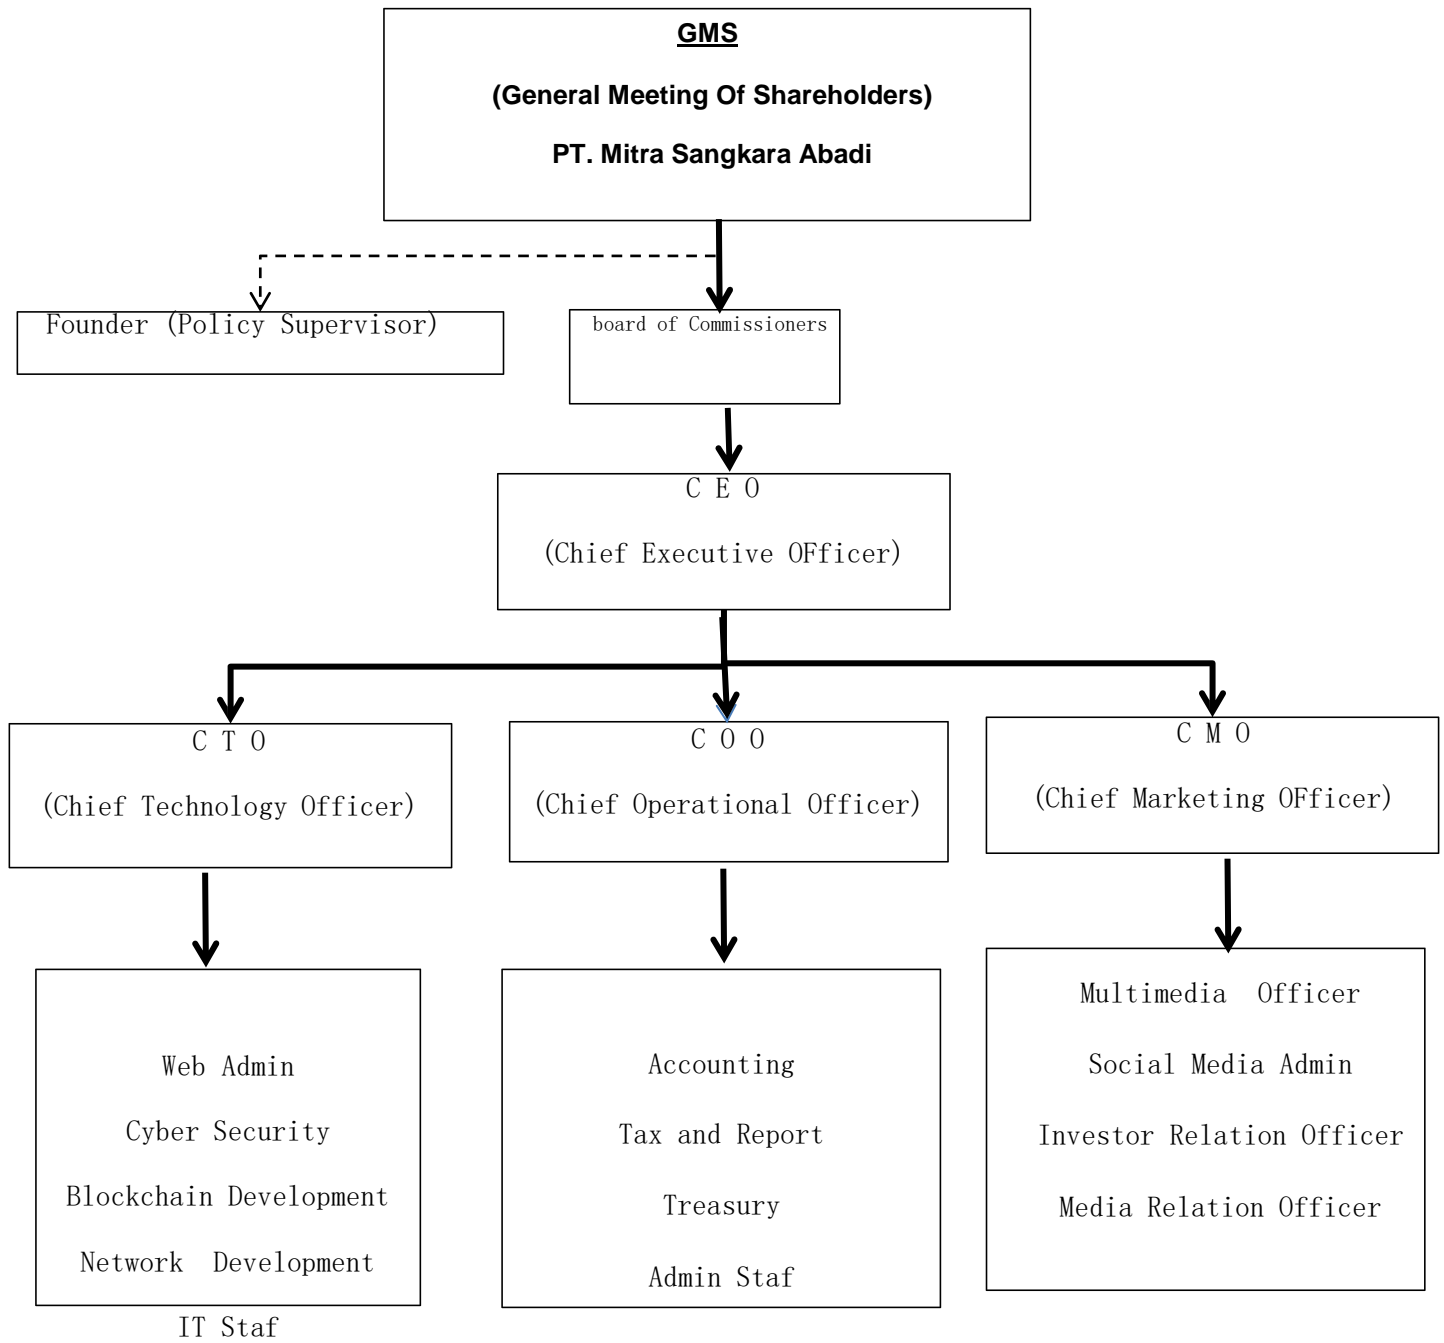 GMS
(General Meeting Of Shareholders)
PT. Mitra Sangkara Abadi
Founder (Policy Supervisor)
board of Commissioners
C E O
(Chief Executive OFficer)
C T O
(Chief Technology Officer)
C O O
(Chief Operational Officer)
C M O
(Chief Marketing OFficer)
Web Admin
Cyber Security
Blockchain Development
Network Development
IT Staf
Accounting
Tax and Report
Treasury
Admin Staf
Multimedia Officer
Social Media Admin
Investor Relation Officer
Media Relation Officer